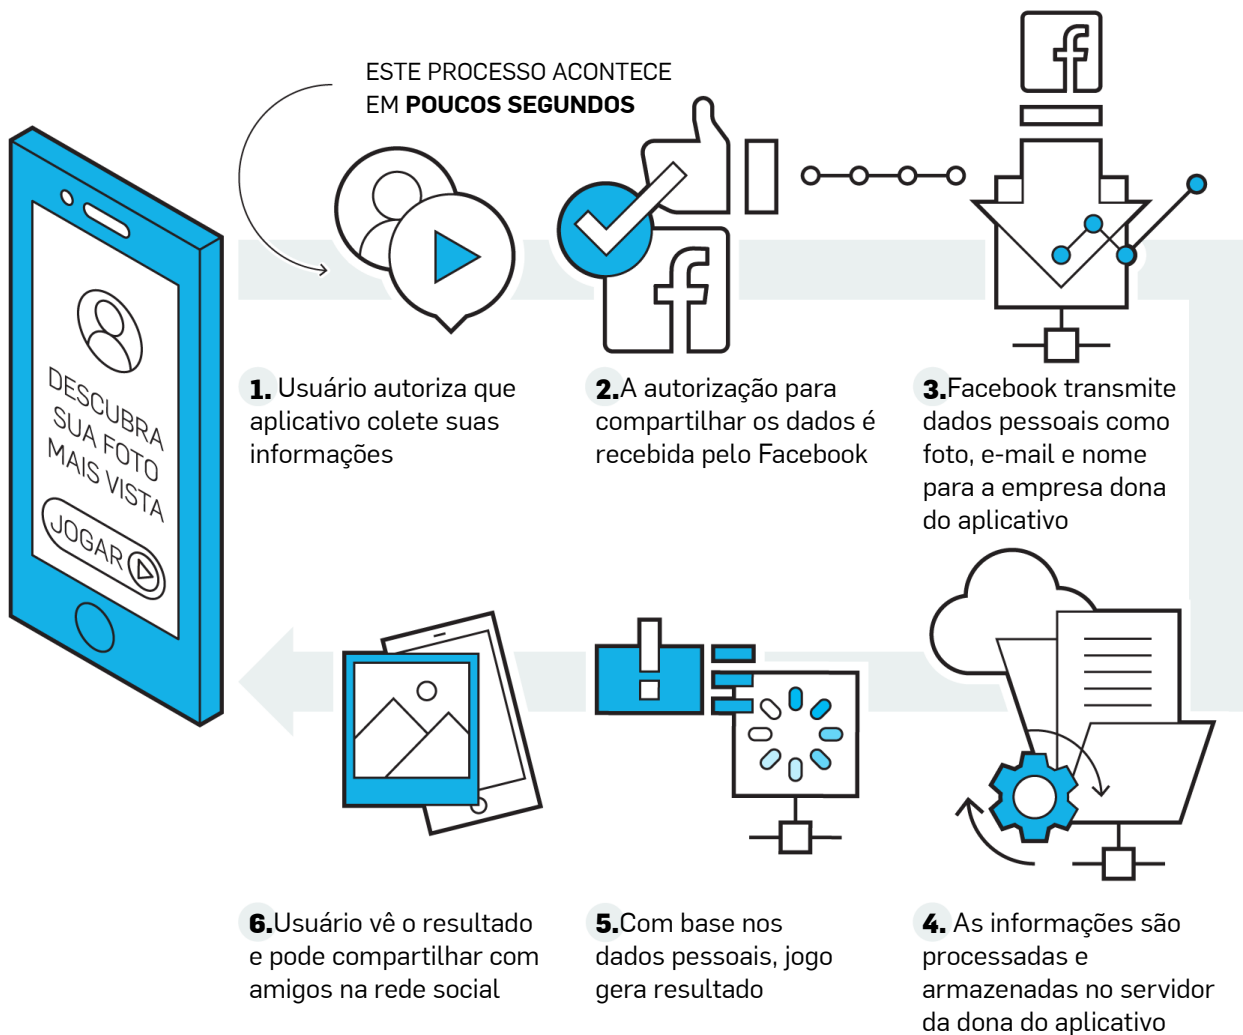 ESTE PROCESSO ACONTECE
EM POUCOS SEGUNDOS
DESCUBRA
SUA FOTO
MAIS VISTA
JOGAR
1. Usuário autoriza que
aplicativo colete suas
informações
2.A autorização para
compartilhar os dados é
recebida pelo Facebook
3.Facebook transmite
dados pessoais como
foto, e-mail e nome
para a empresa dona
do aplicativo
4. As informações são
processadas e
armazenadas no servidor
da dona do aplicativo
5.Com base nos
dados pessoais, jogo
gera resultado
6.Usuário vê o resultado
e pode compartilhar com
amigos na rede social